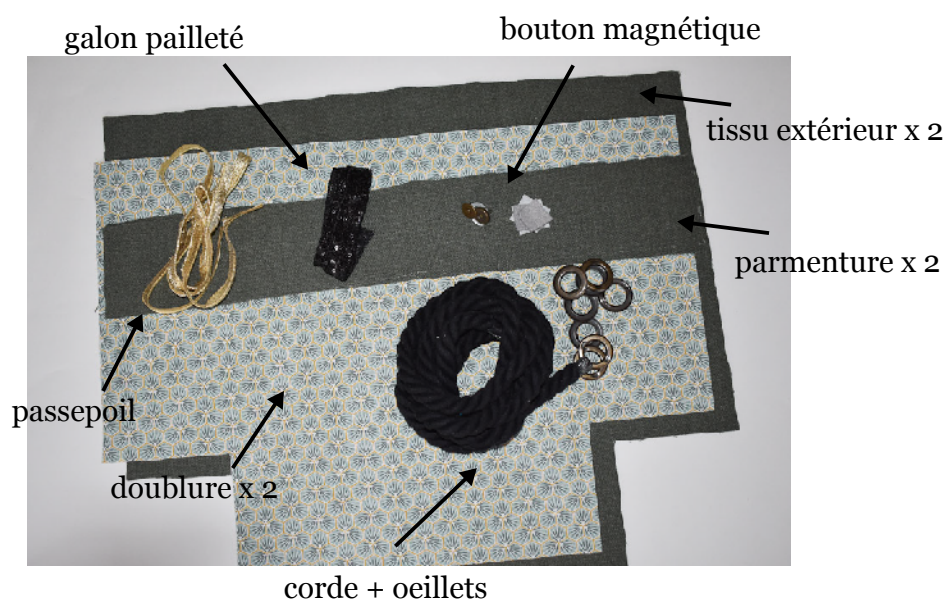 galon pailleté
bouton magnétique
tissu extérieur x 2
parmenture x 2
passepoil
doublure x 2
corde + oeillets